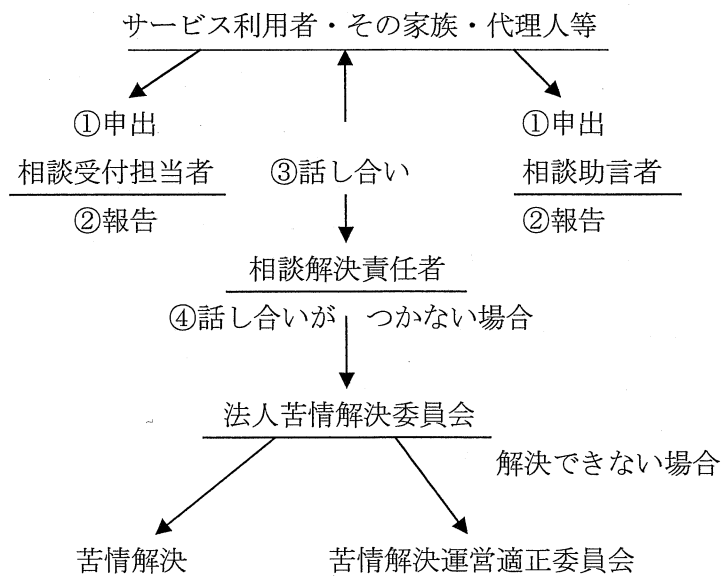 サービス利用者・その家族・代理人等
①申出
①申出
相談受付担当者
③話し合い
相談助言者
②報告
②報告
相談解決責任者
④話し合いが つかない場合
法人苦情解決委員会
解決できない場合
苦情解決
苦情解決運営適正委員会